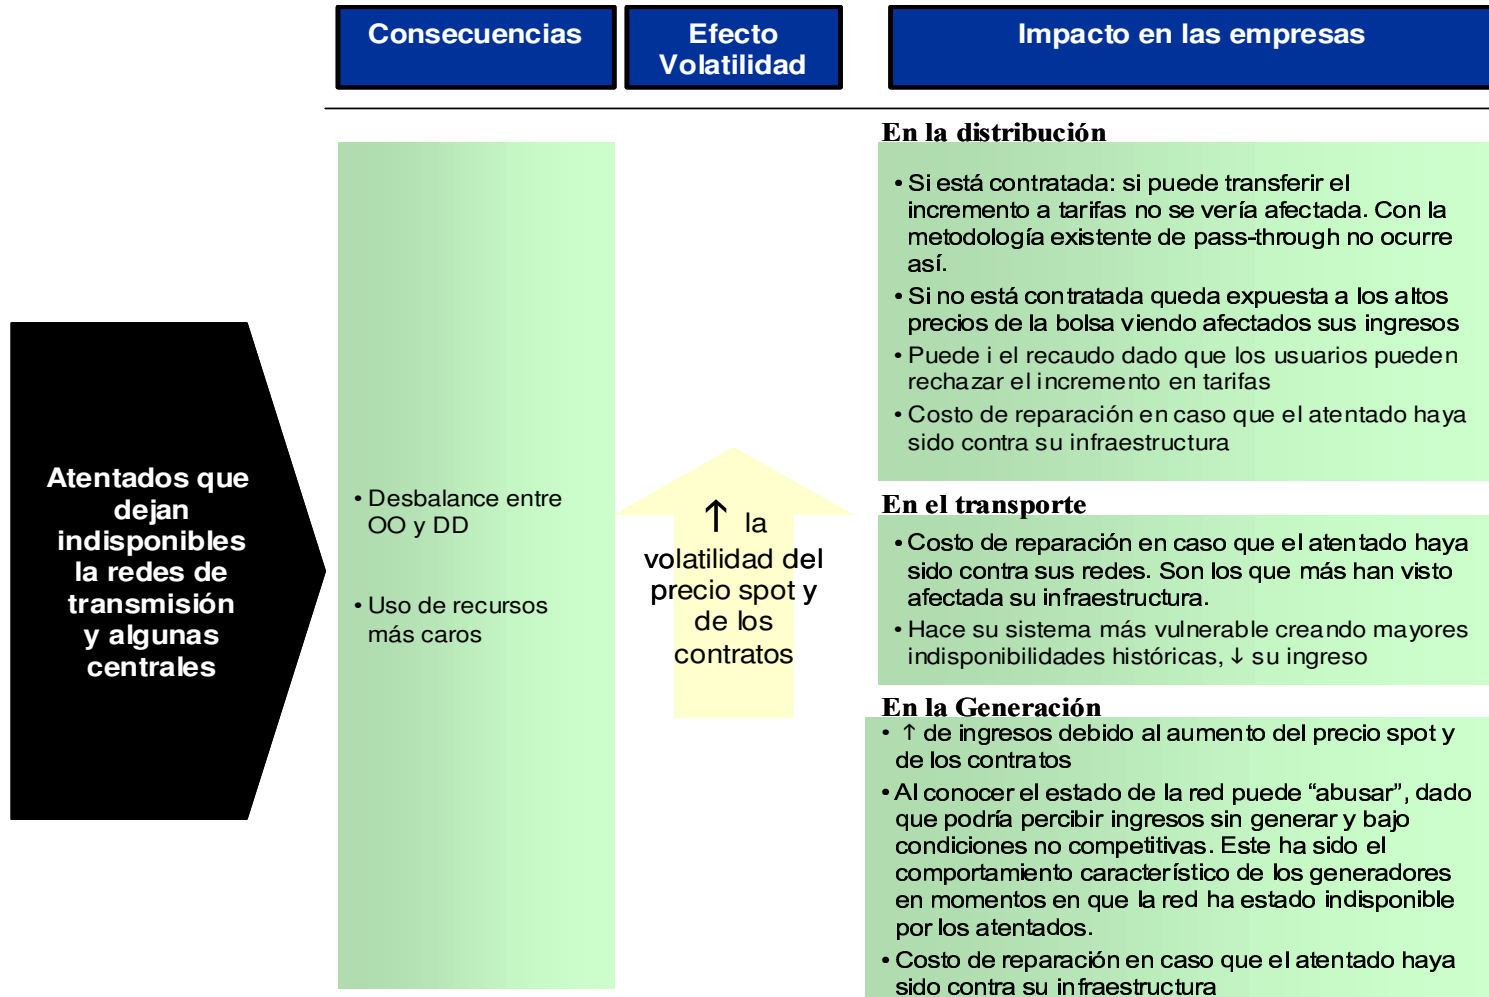 Consecuencias
Efecto
Volatilidad
Impacto en las empresas
Atentados que
dejan
indisponibles
la redes de
transmisión
y algunas
centrales
• Desbalance entre
OO y DD
• Uso de recursos
más caros
↑ la
volatilidad del
precio spot y
de los
contratos
En la distribución
• Si está contratada: si puede transferir el
incremento a tarifas no se vería afectada. Con la
metodología existente de pass-through no ocurre
así.
• Si no está contratada queda expuesta a los altos
precios de la bolsa viendo afectados sus ingresos
• Puede i el recaudo dado que los usuarios pueden
rechazar el incremento en tarifas
• Costo de reparación en caso que el atentado haya
sido contra su infraestructura
En el transporte
• Costo de reparación en caso que el atentado haya
sido contra sus redes. Son los que más han visto
afectada su infraestructura.
• Hace su sistema más vulnerable creando mayores
indisponibilidades históricas, ↓ su ingreso
En la Generación
• ↑ de ingresos debido al aumento del precio spot y
de los contratos
• Al conocer el estado de la red puede “abusar”, dado
que podría percibir ingresos sin generar y bajo
condiciones no competitivas. Este ha sido el
comportamiento característico de los generadores
en momentos en que la red ha estado indisponible
por los atentados.
• Costo de reparación en caso que el atentado haya
sido contra su infraestructura